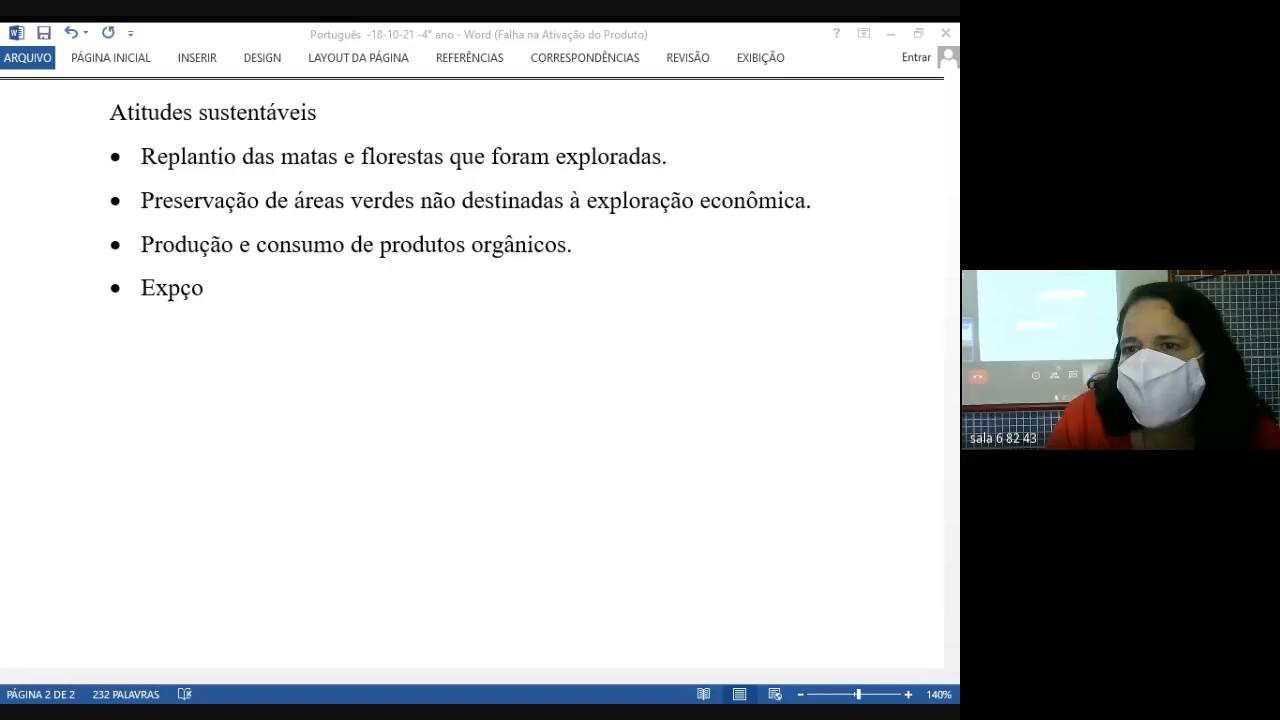 Português -18-10-21 -4° ano - Word (Falha na Ativação do Produto)
ARQUIVO PÁGINA INICIAL INSERIR DESIGN LAYOUT DA PÁGINA REFERÊNCIAS CORRESPONDÊNCIAS REVISÃO EXIBIÇÃO Entrar
Atitudes sustentáveis
• Replantio das matas e florestas que foram exploradas.
• Preservação de áreas verdes não destinadas à exploração econômica.
• Produção e consumo de produtos orgânicos.
• Expço
sala 6 82 43
PÁGINA 2 DE 2 232 PALAVRAS 140%